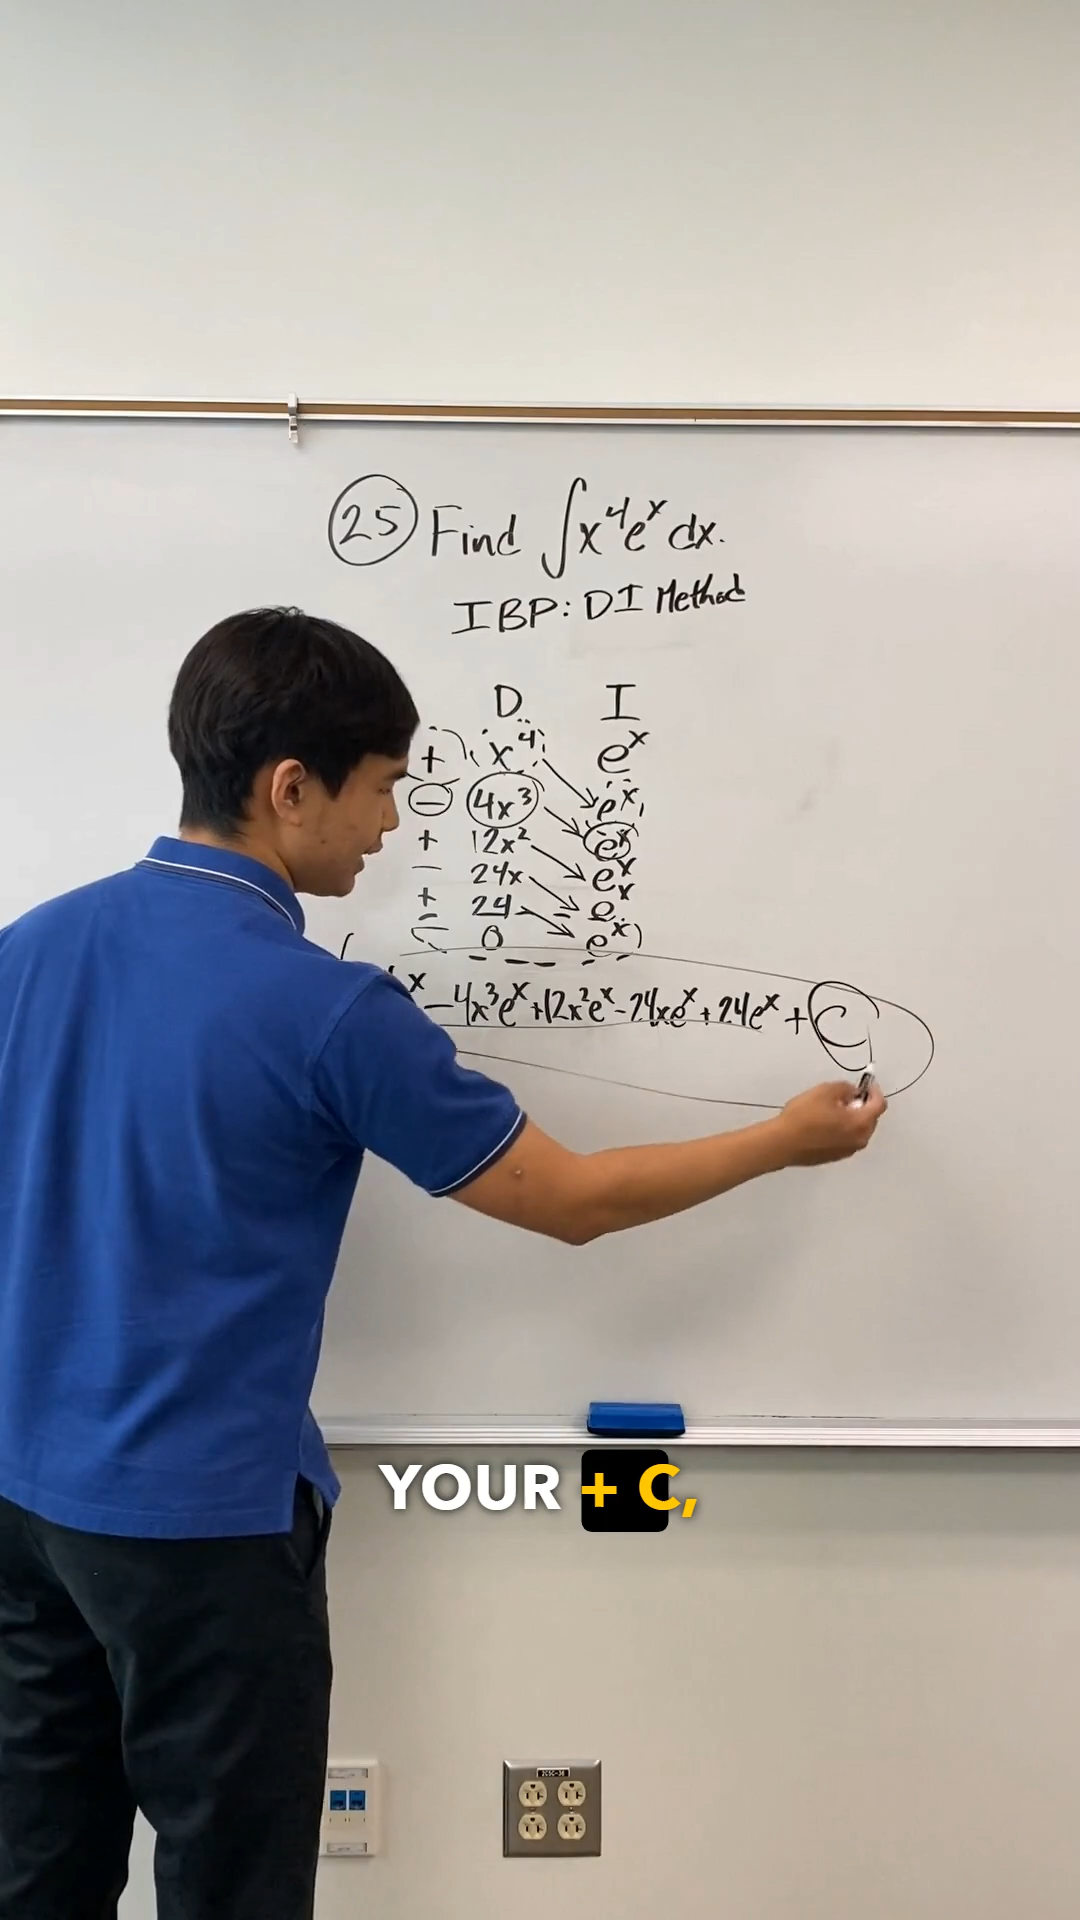 25 Find ∫x⁴eˣ dx.
IBP: DI Method
D I
+ x⁴ eˣ
− 4x³ eˣ
+ 12x² eˣ
− 24x eˣ
+ 24 eˣ
− 0 eˣ
ˣ − 4x³eˣ + 12x²eˣ − 24xeˣ + 24eˣ + C
YOUR + C,